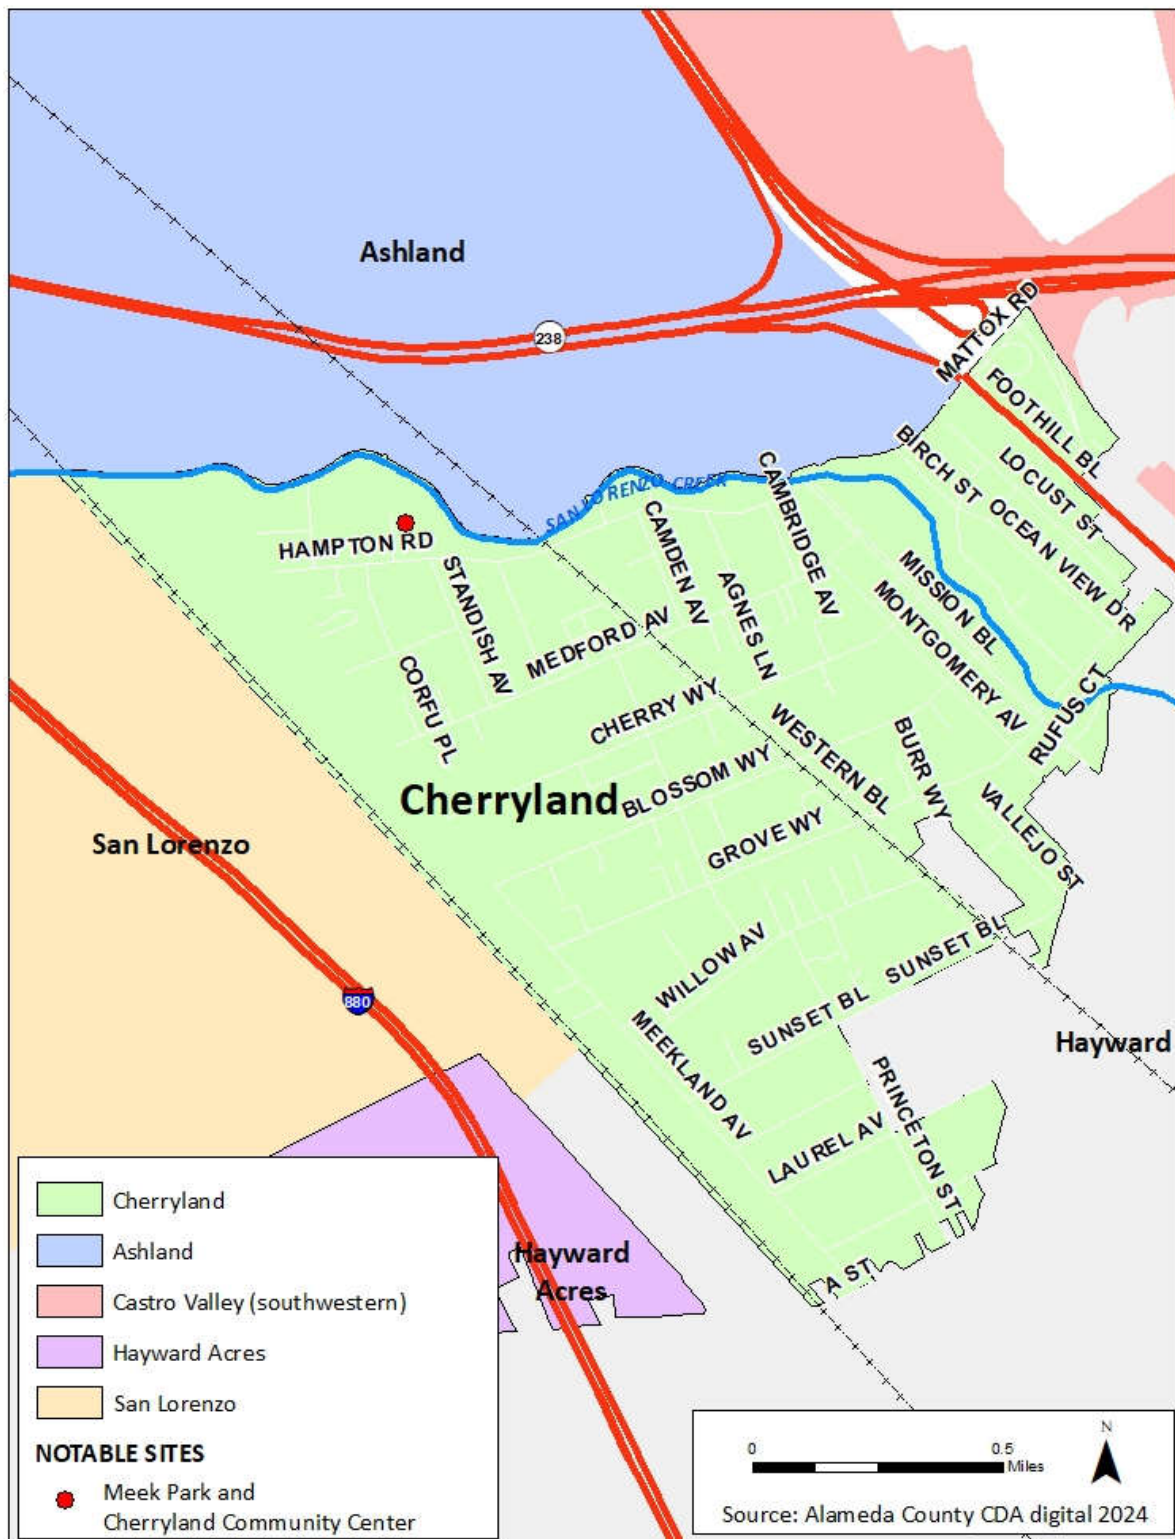 Ashland
238
MATTOX RD
FOOTHILL BL
BIRCH ST
LOCUST ST
OCEAN VIEW DR
SAN LORENZO CREEK
CAMBRIDGE AV
CAMDEN AV
HAMPTON RD
STANDISH AV
AGNES LN
MISSION BL
MONTGOMERY AV
MEDFORD AV
CORFU PL
CHERRY WY
RUFUS CT
WESTERN BL
BURR WY
BLOSSOM WY
Cherryland
VALLEJO ST
GROVE WY
San Lorenzo
WILLOW AV
SUNSET BL
SUNSET BL
880
MEEKLAND AV
Hayward
PRINCETON ST
LAUREL AV
A ST
Hayward
Acres
Cherryland
Ashland
Castro Valley (southwestern)
Hayward Acres
San Lorenzo
NOTABLE SITES
Meek Park and
Cherryland Community Center
N
0 0.5
Miles
Source: Alameda County CDA digital 2024